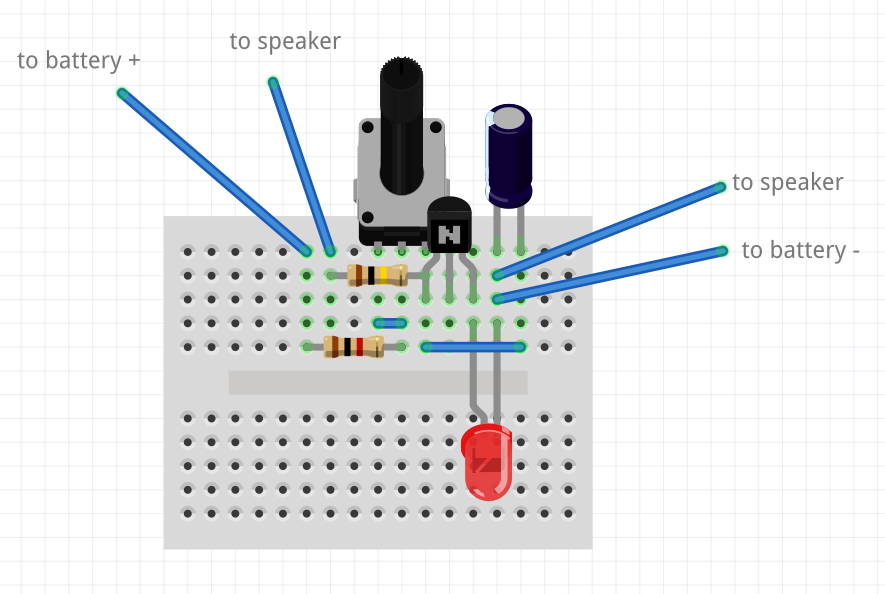 to speaker
to battery +
to speaker
to battery -
N